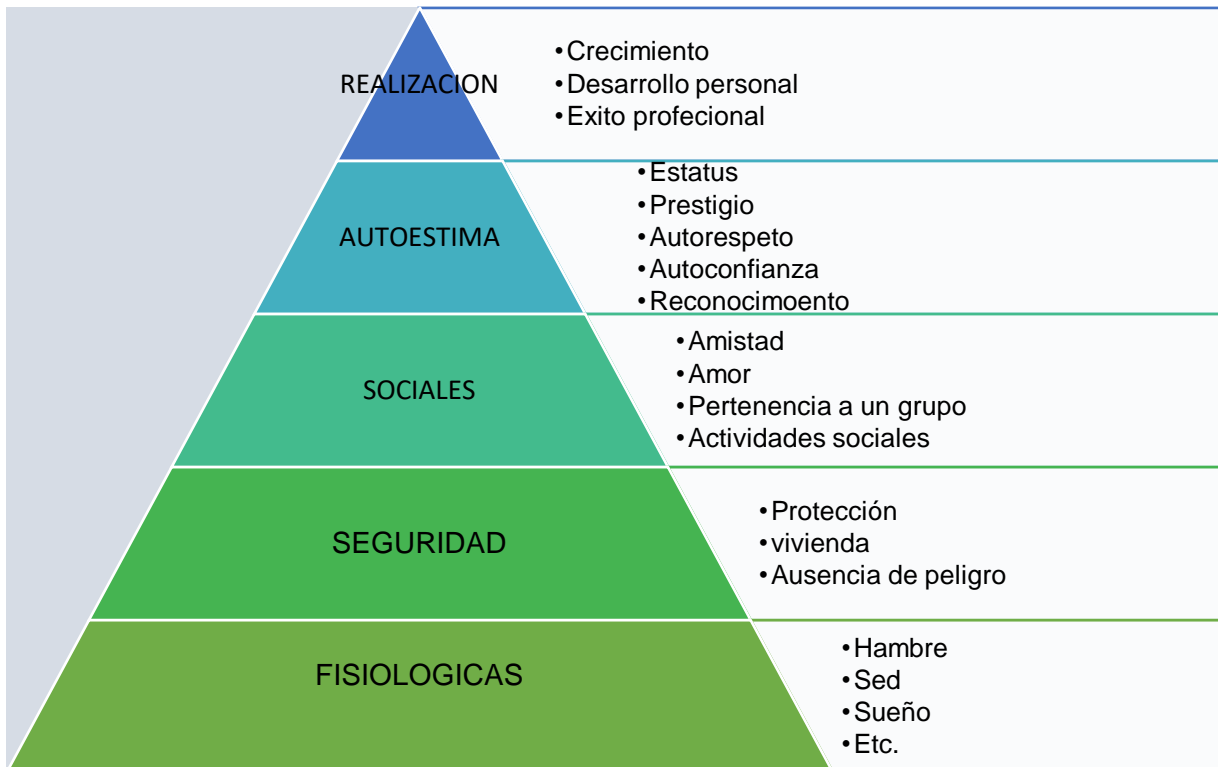 REALIZACION
•Crecimiento
•Desarrollo personal
•Exito profecional
AUTOESTIMA
•Estatus
•Prestigio
•Autorespeto
•Autoconfianza
•Reconocimoento
SOCIALES
•Amistad
•Amor
•Pertenencia a un grupo
•Actividades sociales
SEGURIDAD
•Protección
•vivienda
•Ausencia de peligro
FISIOLOGICAS
•Hambre
•Sed
•Sueño
•Etc.